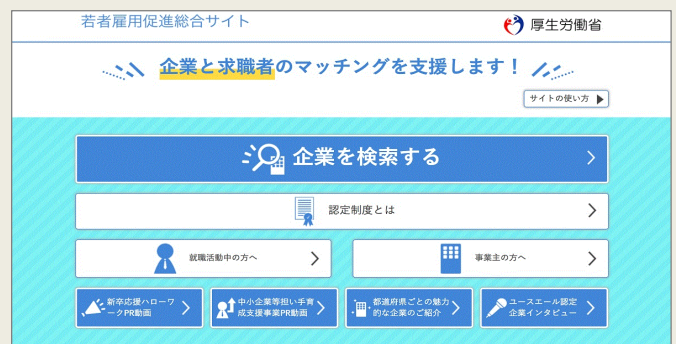 若者雇用促進総合サイト
厚生労働省
企業と求職者のマッチングを支援します！
サイトの使い方
企業を検索する
認定制度とは
就職活動中の方へ
事業主の方へ
新卒応援ハローワ
ークPR動画
中小企業等担い手育
成支援事業PR動画
都道府県ごとの魅力
的な企業のご紹介
ユースエール認定
企業インタビュー